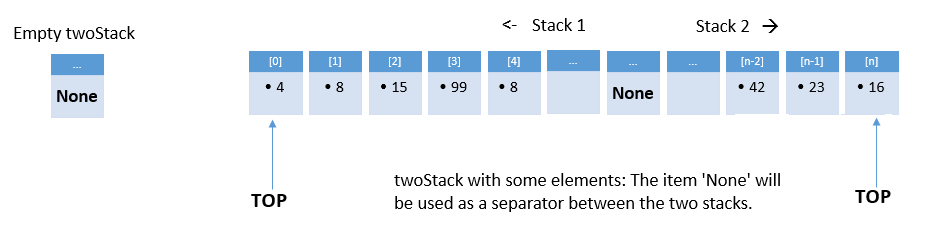 <- Stack 1 Stack 2 →
Empty twoStack
... [0] [1] [2] [3] [4] ... ... [n-2] [n-1] [n]
None • 4 • 8 • 15 • 99 • 8 None • 42 • 23 • 16
TOP TOP
twoStack with some elements: The item 'None' will
be used as a separator between the two stacks.